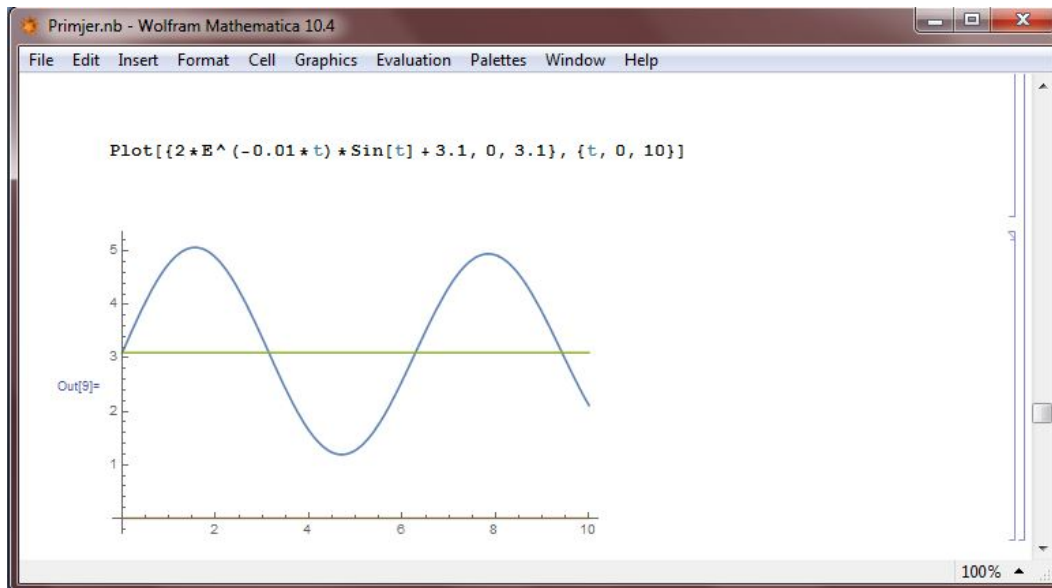 Primjer.nb - Wolfram Mathematica 10.4
File Edit Insert Format Cell Graphics Evaluation Palettes Window Help
Plot[{2*E^(-0.01*t)*Sin[t]+3.1, 0, 3.1}, {t, 0, 10}]
5
4
3
Out[9]=
2
1
2 4 6 8 10
100%